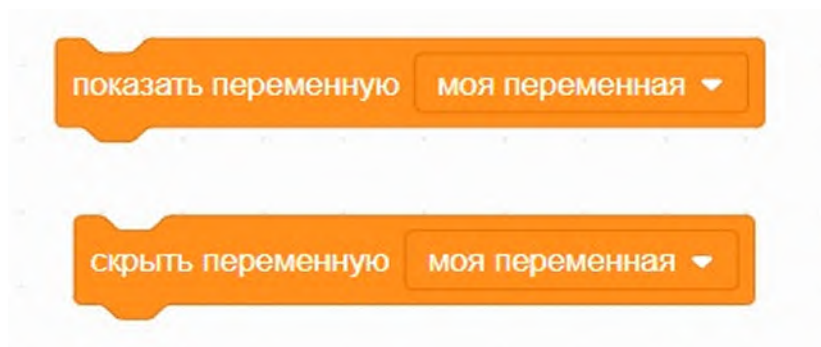 показать переменную моя переменная
скрыть переменную моя переменная